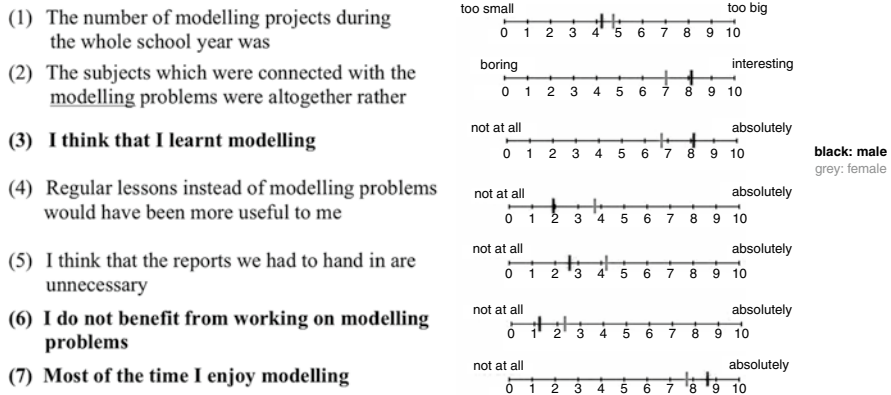 too small too big
(1) The number of modelling projects during
the whole school year was
0 1 2 3 4 5 6 7 8 9 10
boring interesting
(2) The subjects which were connected with the
modelling problems were altogether rather
0 1 2 3 4 5 6 7 8 9 10
not at all absolutely
(3) I think that I learnt modelling
0 1 2 3 4 5 6 7 8 9 10
black: male
grey: female
not at all absolutely
(4) Regular lessons instead of modelling problems
would have been more useful to me
0 1 2 3 4 5 6 7 8 9 10
not at all absolutely
(5) I think that the reports we had to hand in are
unnecessary
0 1 2 3 4 5 6 7 8 9 10
not at all absolutely
(6) I do not benefit from working on modelling
problems
0 1 2 3 4 5 6 7 8 9 10
not at all absolutely
(7) Most of the time I enjoy modelling
0 1 2 3 4 5 6 7 8 9 10